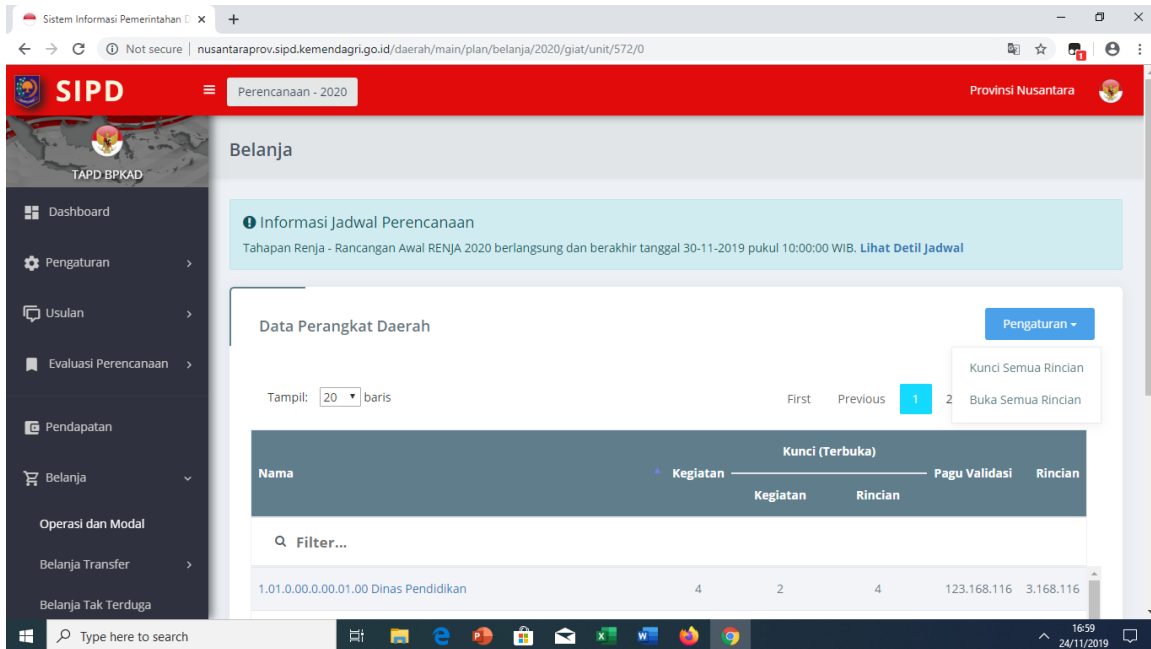 Sistem Informasi Pemerintahan D
Not secure | nusantaraprov.sipd.kemendagri.go.id/daerah/main/plan/belanja/2020/giat/unit/572/0
1
SIPD
Perencanaan - 2020
Provinsi Nusantara
TAPD BPKAD
Belanja
Dashboard
Pengaturan
Usulan
Evaluasi Perencanaan
Pendapatan
Belanja
Operasi dan Modal
Belanja Transfer
Belanja Tak Terduga
Informasi Jadwal Perencanaan
Tahapan Renja - Rancangan Awal RENJA 2020 berlangsung dan berakhir tanggal 30-11-2019 pukul 10:00:00 WIB. Lihat Detil Jadwal
Data Perangkat Daerah
Pengaturan
Kunci Semua Rincian
Buka Semua Rincian
Tampil: 20 baris
First Previous 1 2
Nama Kegiatan Kunci (Terbuka) Pagu Validasi Rincian
Kegiatan Rincian
Filter...
1.01.0.00.0.00.01.00 Dinas Pendidikan 4 2 4 123.168.116 3.168.116
Type here to search
16:59
24/11/2019